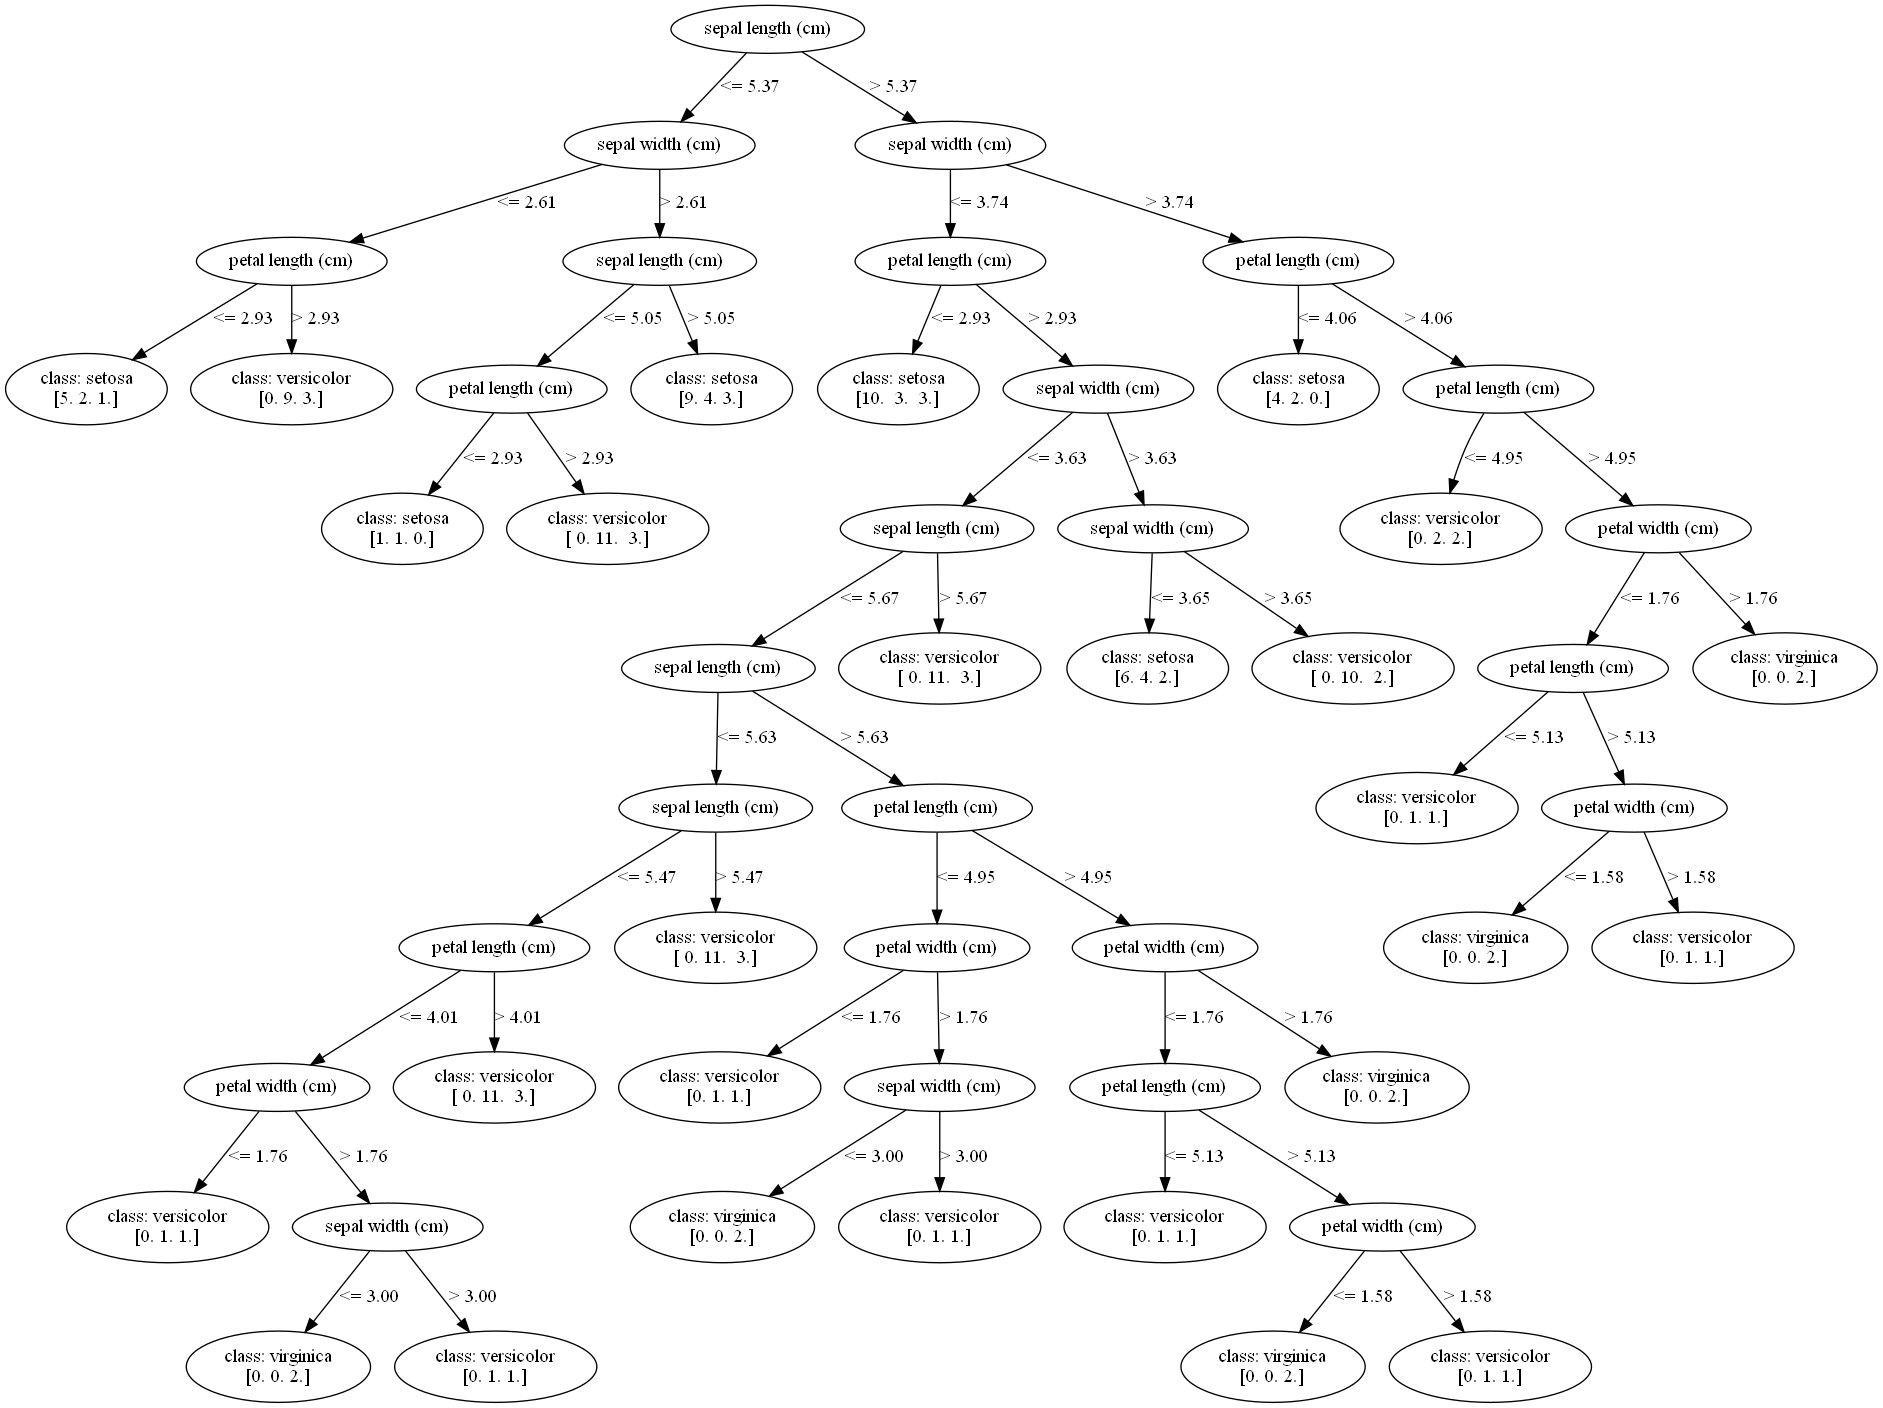 sepal length (cm)
<= 5.37
> 5.37
sepal width (cm)
sepal width (cm)
<= 2.61
> 2.61
<= 3.74
> 3.74
petal length (cm)
sepal length (cm)
petal length (cm)
petal length (cm)
<= 2.93
> 2.93
<= 5.05
> 5.05
<= 2.93
> 2.93
<= 4.06
> 4.06
class: setosa
[5. 2. 1.]
class: versicolor
[0. 9. 3.]
petal length (cm)
class: setosa
[9. 4. 3.]
class: setosa
[10.  3.  3.]
sepal width (cm)
class: setosa
[4. 2. 0.]
petal length (cm)
<= 2.93
> 2.93
<= 3.63
> 3.63
<= 4.95
> 4.95
class: setosa
[1. 1. 0.]
class: versicolor
[ 0. 11.  3.]
sepal length (cm)
sepal width (cm)
class: versicolor
[0. 2. 2.]
petal width (cm)
<= 5.67
> 5.67
<= 3.65
> 3.65
<= 1.76
> 1.76
sepal length (cm)
class: versicolor
[ 0. 11.  3.]
class: setosa
[6. 4. 2.]
class: versicolor
[ 0. 10.  2.]
petal length (cm)
class: virginica
[0. 0. 2.]
<= 5.63
> 5.63
<= 5.13
> 5.13
sepal length (cm)
petal length (cm)
class: versicolor
[0. 1. 1.]
petal width (cm)
<= 5.47
> 5.47
<= 4.95
> 4.95
<= 1.58
> 1.58
petal length (cm)
class: versicolor
[ 0. 11.  3.]
petal width (cm)
petal width (cm)
class: virginica
[0. 0. 2.]
class: versicolor
[0. 1. 1.]
<= 4.01
> 4.01
<= 1.76
> 1.76
<= 1.76
> 1.76
petal width (cm)
class: versicolor
[ 0. 11.  3.]
class: versicolor
[0. 1. 1.]
sepal width (cm)
petal length (cm)
class: virginica
[0. 0. 2.]
<= 1.76
> 1.76
<= 3.00
> 3.00
<= 5.13
> 5.13
class: versicolor
[0. 1. 1.]
sepal width (cm)
class: virginica
[0. 0. 2.]
class: versicolor
[0. 1. 1.]
class: versicolor
[0. 1. 1.]
petal width (cm)
<= 3.00
> 3.00
<= 1.58
> 1.58
class: virginica
[0. 0. 2.]
class: versicolor
[0. 1. 1.]
class: virginica
[0. 0. 2.]
class: versicolor
[0. 1. 1.]